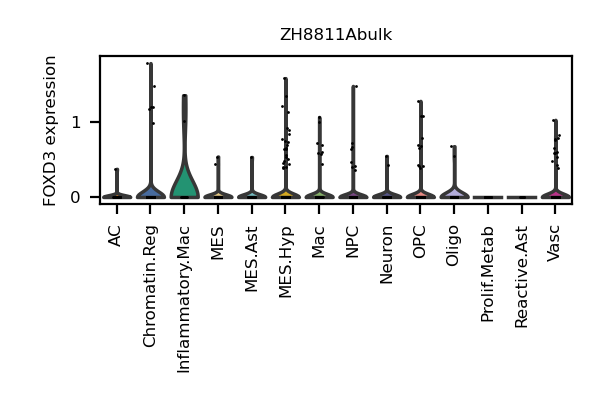 ZH8811Abulk
FOXD3 expression
1
0
AC
Chromatin.Reg
Inflammatory.Mac
MES
MES.Ast
MES.Hyp
Mac
NPC
Neuron
OPC
Oligo
Prolif.Metab
Reactive.Ast
Vasc